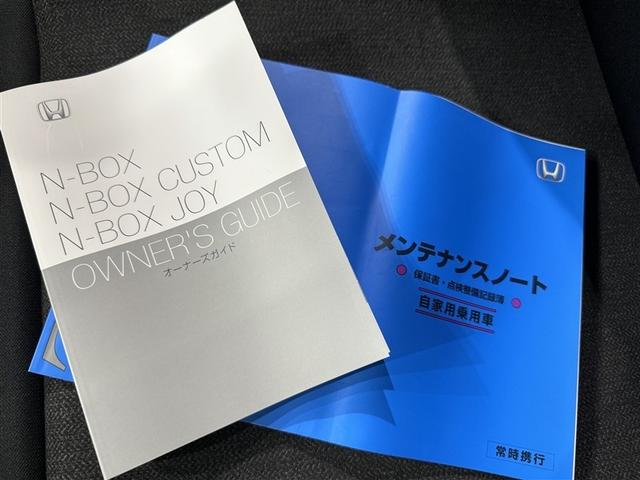 N-BOX
N-BOX CUSTOM
N-BOX JOY
OWNER'S GUIDE
オーナーズガイド
メンテナンスノート
保証書・点検整備記録簿
自家用乗用車
常時携行